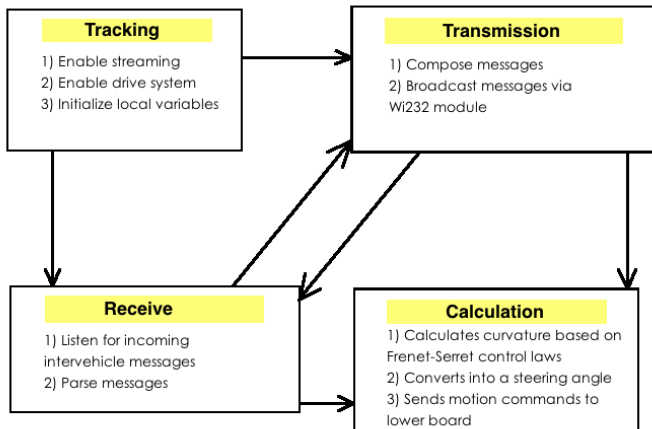 Tracking
1) Enable streaming
2) Enable drive system
3) Initialize local variables
Transmission
1) Compose messages
2) Broadcast messages via
Wi232 module
Receive
1) Listen for incoming
intervehicle messages
2) Parse messages
Calculation
1) Calculates curvature based on
Frenet-Serret control laws
2) Converts into a steering angle
3) Sends motion commands to
lower board